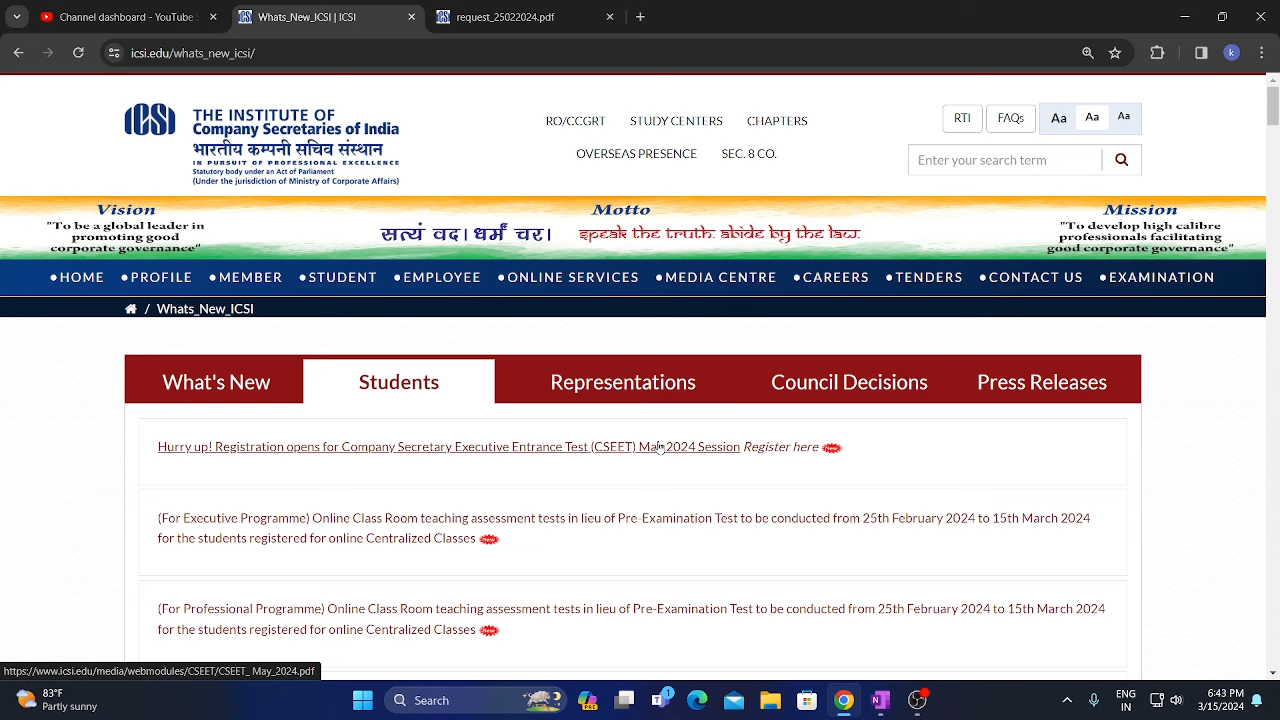 request_25022024.pdf
icsi.edu/whats_new_icsi/
THE INSTITUTE OF
Company Secretaries of India
भारतीय कम्पनी सचिव संस्थान
IN PURSUIT OF PROFESSIONAL EXCELLENCE
Statutory body under an Act of Parliament
(Under the jurisdiction of Ministry of Corporate Affairs)
RO/CCGRT STUDY CENTERS CHAPTERS
OVERSEAS PRESENCE SEC. 8 CO.
RTI FAQs Aa Aa Aa
Enter your search term
Vision
"To be a global leader in
promoting good
corporate governance"
Motto
सत्यं वद। धर्मं चर। speak the truth. abide by the law.
Mission
"To develop high calibre
professionals facilitating
good corporate governance"
HOME PROFILE MEMBER STUDENT EMPLOYEE ONLINE SERVICES MEDIA CENTRE CAREERS TENDERS CONTACT US EXAMINATION
/ Whats_New_ICSI
What's New Students Representations Council Decisions Press Releases
Hurry up! Registration opens for Company Secretary Executive Entrance Test (CSEET) May 2024 Session Register here New
(For Executive Programme) Online Class Room teaching assessment tests in lieu of Pre-Examination Test to be conducted from 25th February 2024 to 15th March 2024
for the students registered for online Centralized Classes New
(For Professional Programme) Online Class Room teaching assessment tests in lieu of Pre-Examination Test to be conducted from 25th February 2024 to 15th March 2024
for the students registered for online Centralized Classes New
https://www.icsi.edu/media/webmodules/CSEET/CSEET_ May_2024.pdf
83°F
Partly sunny
Search
ENG
IN
6:43 PM
3/15/2024